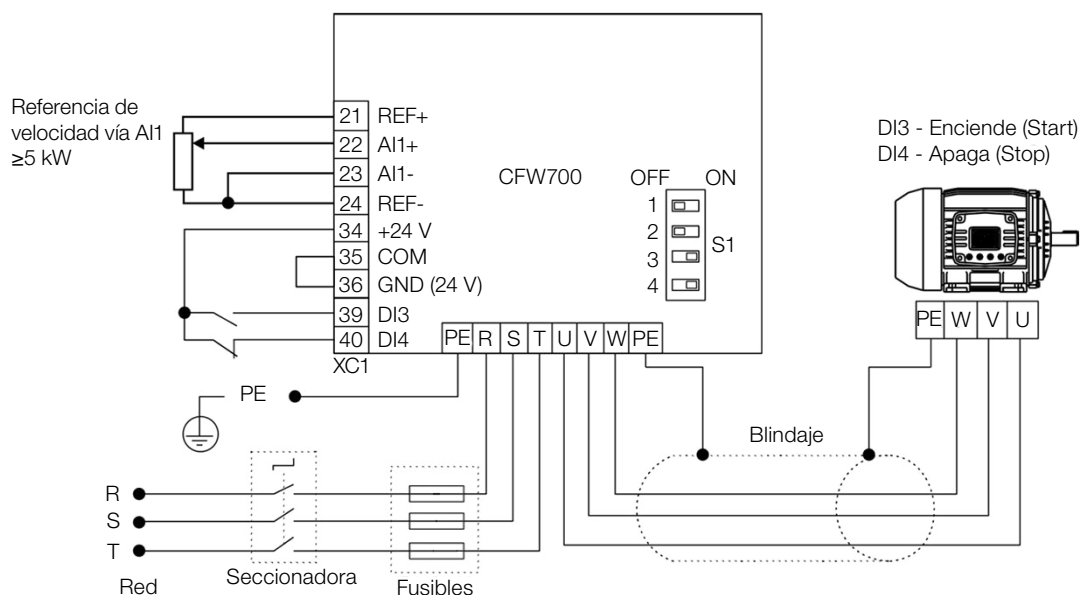 Referencia de
velocidad vía AI1
≥5 kW
21 REF+
22 AI1+
23 AI1-
24 REF-
34 +24 V
35 COM
36 GND (24 V)
39 DI3
40 DI4
XC1
CFW700
OFF ON
1
2
3
4
S1
DI3 - Enciende (Start)
DI4 - Apaga (Stop)
PE R S T U V W PE
PE W V U
PE
Blindaje
R
S
T
Red
Seccionadora
Fusibles